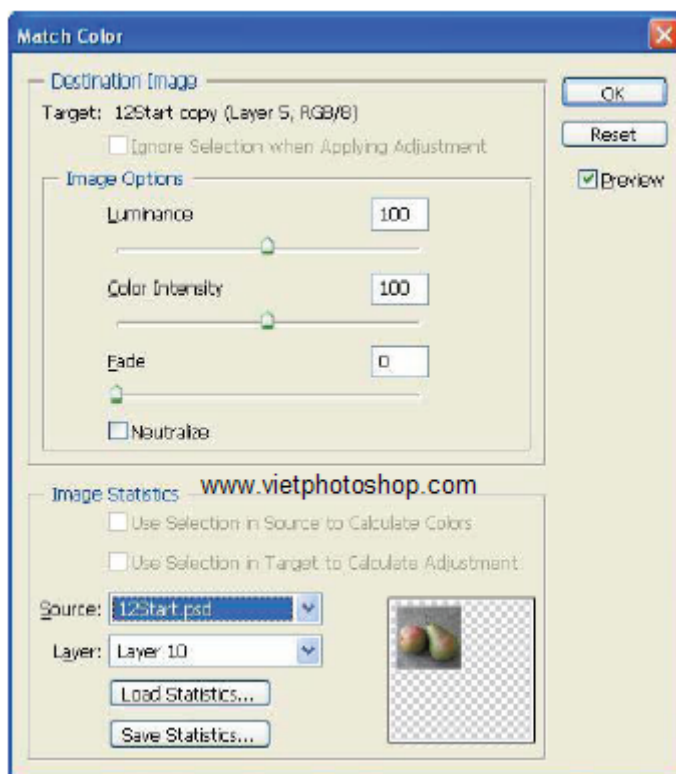 Match Color
Destination Image
Target: 12Start copy (Layer 5, RGB/8)
Ignore Selection when Applying Adjustment
Image Options
Luminance 100
Color Intensity 100
Fade 0
Neutralize
OK
Reset
Preview
www.vietphotoshop.com
Image Statistics
Use Selection in Source to Calculate Colors
Use Selection in Target to Calculate Adjustment
Source: 12Start.psd
Layer: Layer 10
Load Statistics...
Save Statistics...